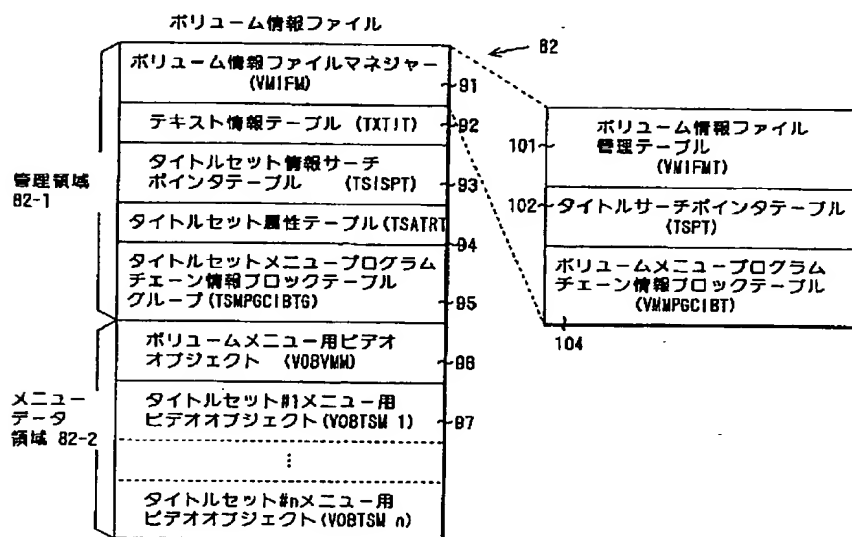 ボリューム情報ファイル
82
ボリューム情報ファイルマネジャー
(VMIFM)
91
テキスト情報テーブル (TXTIT)
92
タイトルセット情報サーチ
ポインタテーブル (TSISPT)
93
タイトルセット属性テーブル(TSATRT
94
タイトルセットメニュープログラム
チェーン情報ブロックテーブル
グループ(TSMPGCIBTG)
95
管理領域
82-1
ボリュームメニュー用ビデオ
オブジェクト (VOBVMM)
96
タイトルセット#1メニュー用
ビデオオブジェクト(VOBTSM 1)
97
⋮
タイトルセット#nメニュー用
ビデオオブジェクト(VOBTSM n)
メニュー
データ
領域 82-2
101
ボリューム情報ファイル
管理テーブル
(VMIFMT)
102
タイトルサーチポインタテーブル
(TSPT)
ボリュームメニュープログラム
チェーン情報ブロックテーブル
(VMMPGCIBT)
104